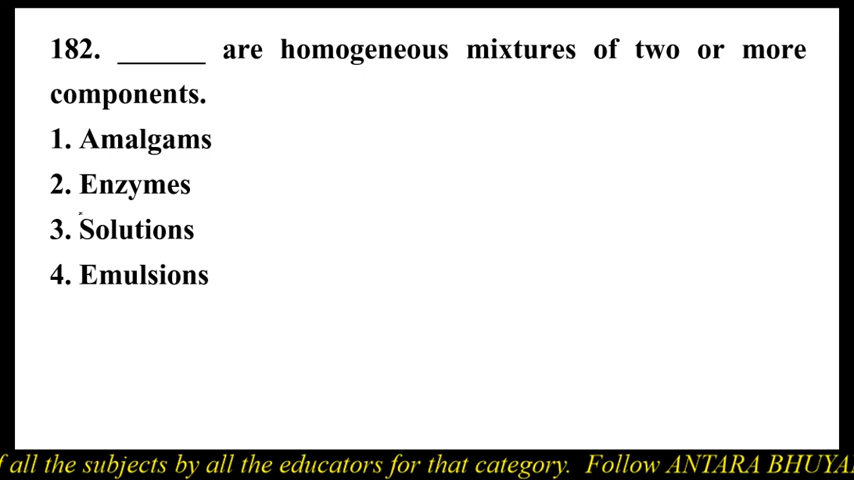 182. ______ are homogeneous mixtures of two or more
components.
1. Amalgams
2. Enzymes
3. Solutions
4. Emulsions
all the subjects by all the educators for that category. Follow ANTARA